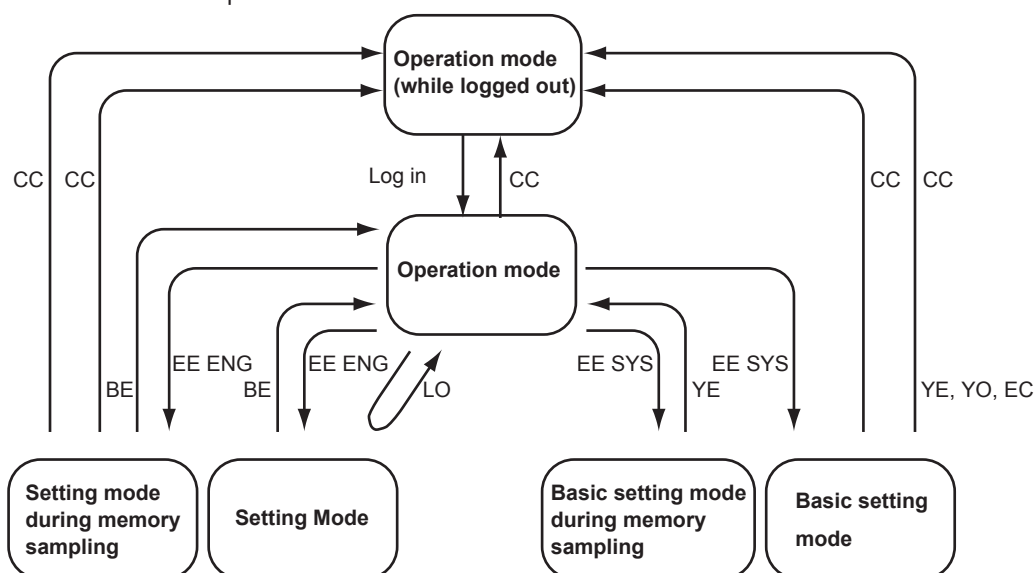 Operation mode
(while logged out)
CC
CC
Log in
CC
CC
CC
Operation mode
EE ENG
EE ENG
EE SYS
EE SYS
BE
BE
LO
YE
YE, YO, EC
Setting mode
during memory
sampling
Setting Mode
Basic setting mode
during memory
sampling
Basic setting
mode